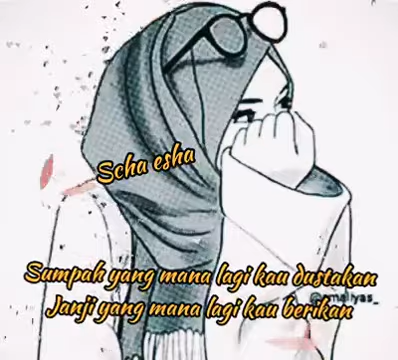 Scha esha
Sumpah yang mana lagi kau dustakan
Janji yang mana lagi kau berikan